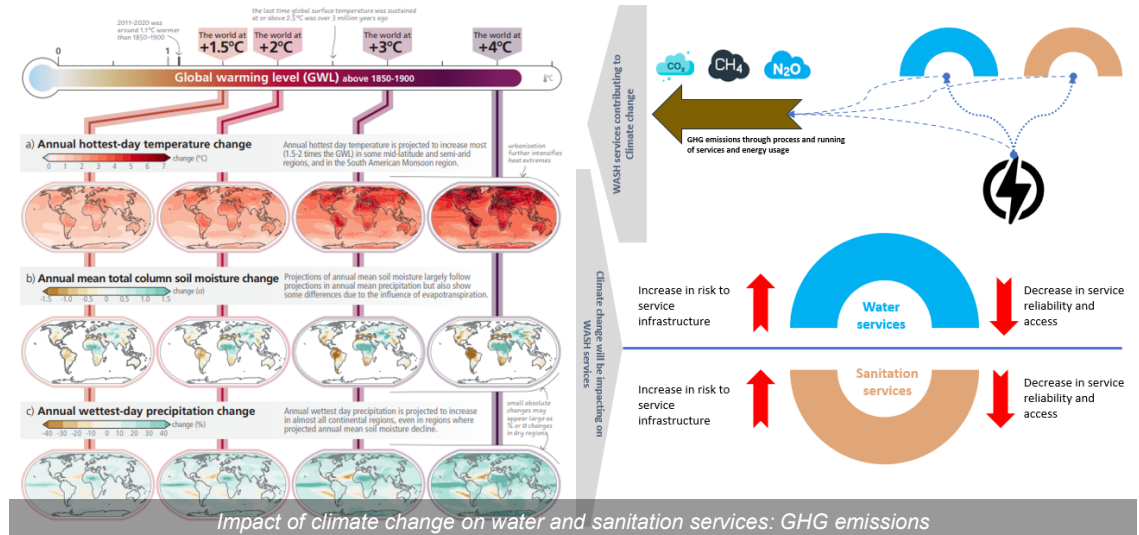 the last time global surface temperature was sustained
at or above 2.5°C was over 3 million years ago
2011-2020 was
around 1.1°C warmer
than 1850-1900
The world at
+1.5°C
The world at
+2°C
The world at
+3°C
The world at
+4°C
0
1
Global warming level (GWL) above 1850-1900
°C
a) Annual hottest-day temperature change
change (°C)
0 1 2 3 4 5 6 7
Annual hottest day temperature is projected to increase most
(1.5-2 times the GWL) in some mid-latitude and semi-arid
regions, and in the South American Monsoon region.
urbanisation
further intensifies
heat extremes
b) Annual mean total column soil moisture change
change (σ)
-1.5 -1.0 -0.5 0 0.5 1.0 1.5
Projections of annual mean soil moisture largely follow
projections in annual mean precipitation but also show
some differences due to the influence of evapotranspiration.
c) Annual wettest-day precipitation change
change (%)
-40 -30 -20 -10 0 10 20 30 40
Annual wettest day precipitation is projected to increase
in almost all continental regions, even in regions where
projected annual mean soil moisture decline.
small absolute
changes may
appear large as
% or σ changes
in dry regions
WASH services contributing to
Climate change
Climate change will be impacting on
WASH services
CO2
CH4
N2O
GHG emissions through process and running
of services and energy usage
Increase in risk to
service
infrastructure
Water
services
Decrease in service
reliability and
access
Increase in risk to
service
infrastructure
Sanitation
services
Decrease in service
reliability and
access
Impact of climate change on water and sanitation services: GHG emissions